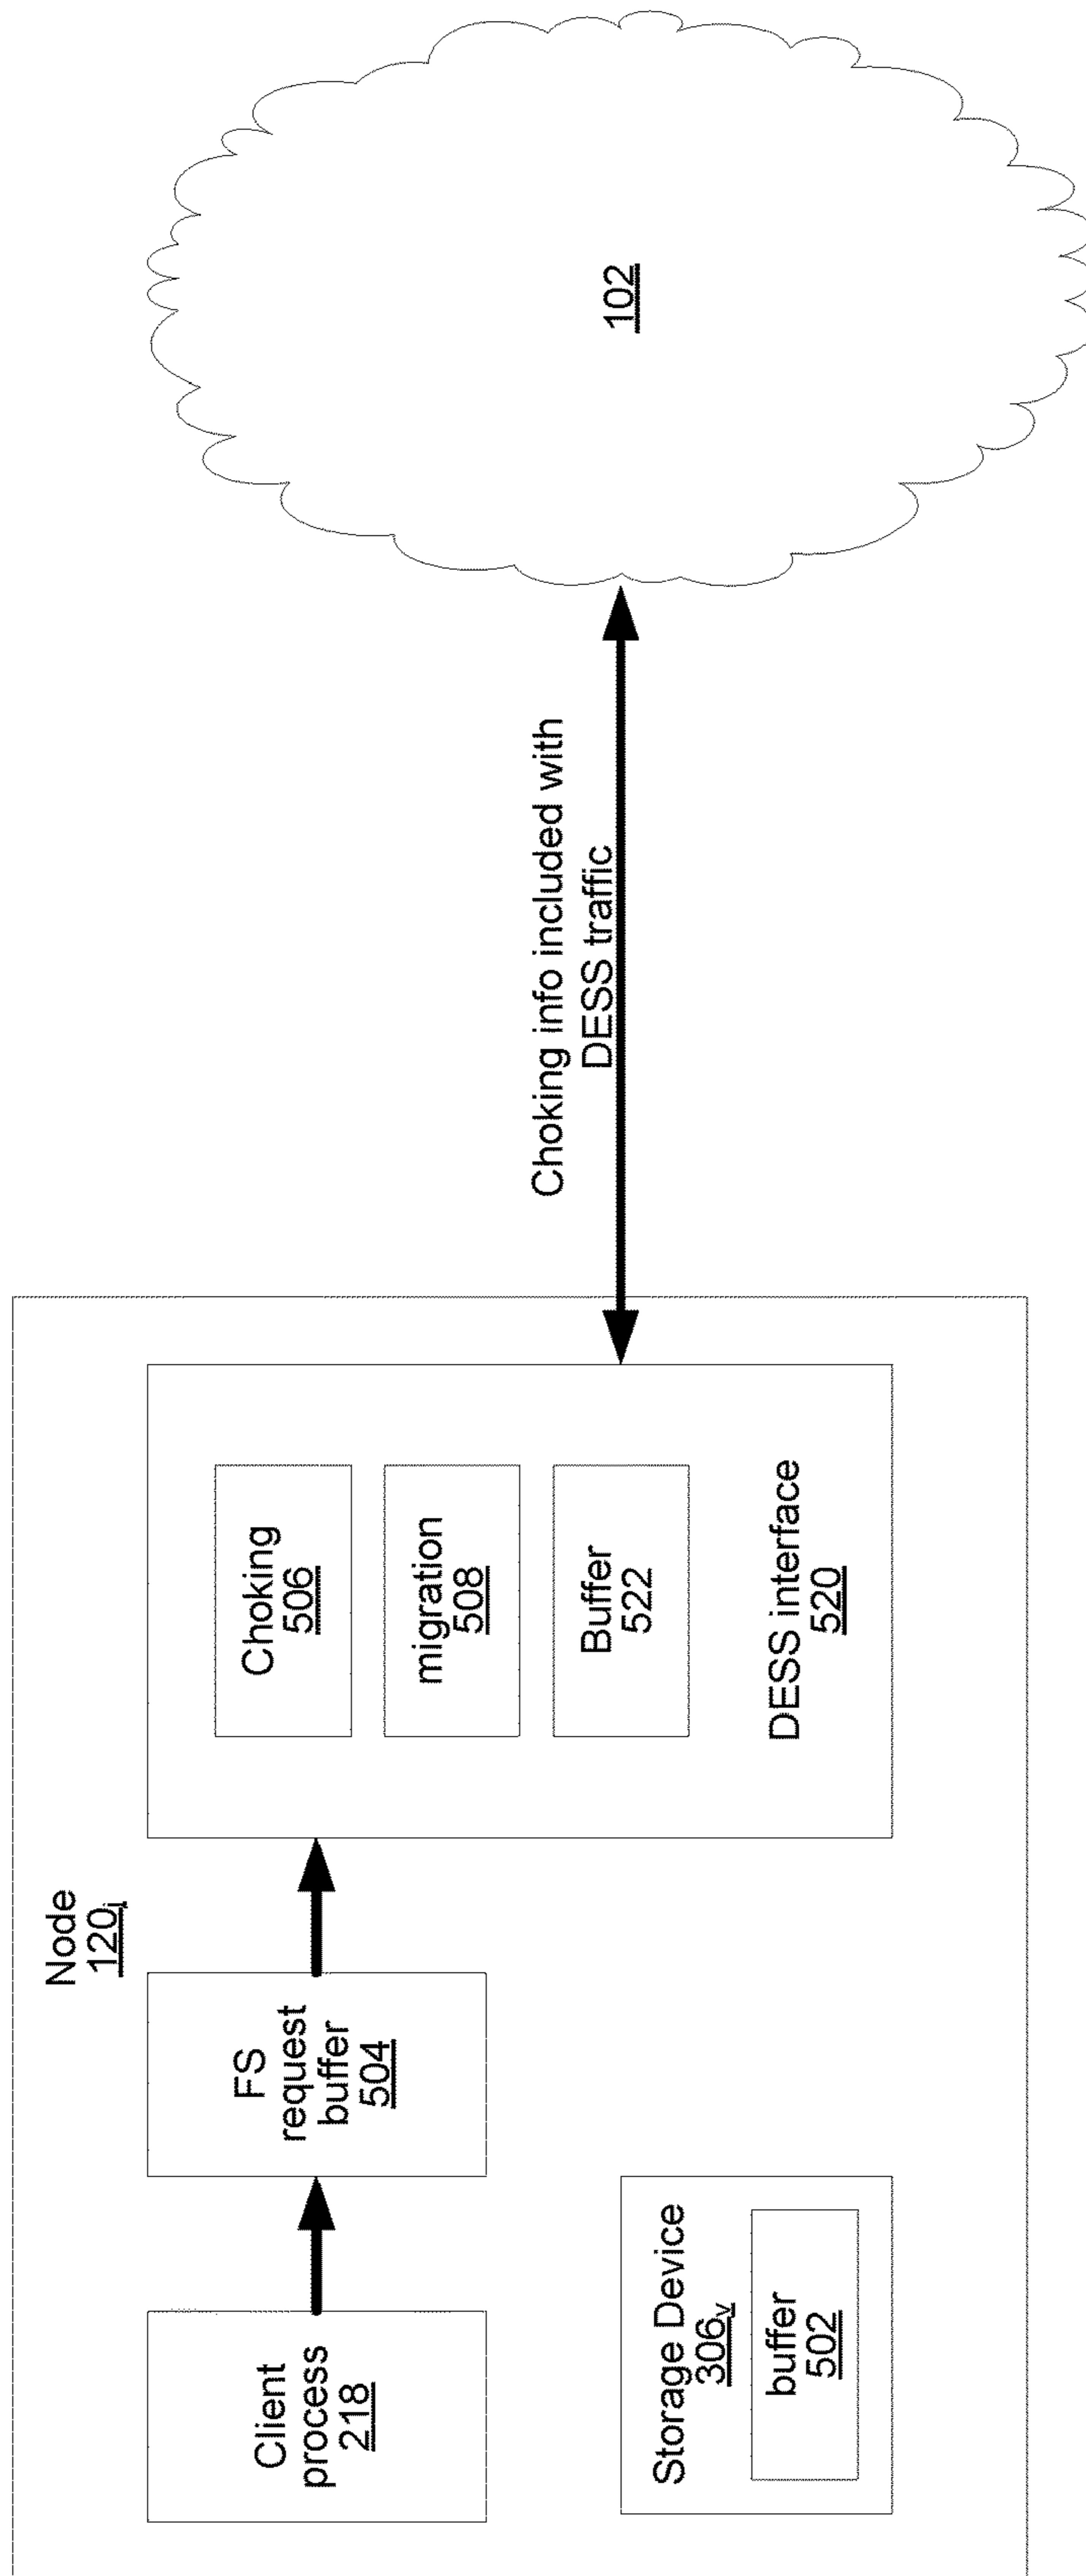 Node
120j
Client
process
218
FS
request
buffer
504
Choking
506
migration
508
Buffer
522
DESS interface
520
Storage Device
306v
buffer
502
Choking info included with
DESS traffic
102